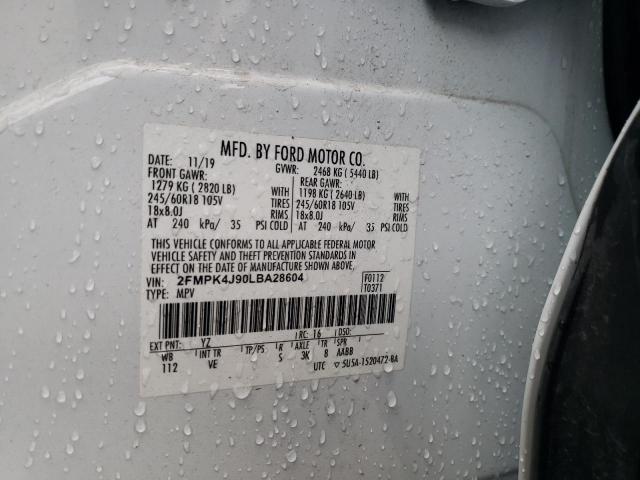 MFD. BY FORD MOTOR CO.
DATE: 11/19 GVWR: 2468 KG ( 5440 LB)
FRONT GAWR: REAR GAWR:
1279 KG ( 2820 LB) WITH 1198 KG ( 2640 LB) WITH
245/60R18 105V TIRES 245/60R18 105V TIRES
18x8.0J RIMS 18x8.0J RIMS
AT 240 kPa/ 35 PSI COLD AT 240 kPa/ 35 PSI COLD
THIS VEHICLE CONFORMS TO ALL APPLICABLE FEDERAL MOTOR
VEHICLE SAFETY AND THEFT PREVENTION STANDARDS IN
EFFECT ON THE DATE OF MANUFACTURE SHOWN ABOVE.
VIN: 2FMPK4J90LBA28604 F0112
TYPE: MPV T0371
EXT PNT: YZ RC: 16 DSO:
WB INT TR TP/PS R AXLE TR SPR
112 VE S 3K 8 AABB
UTC ▽ 5U5A-1520472-BA